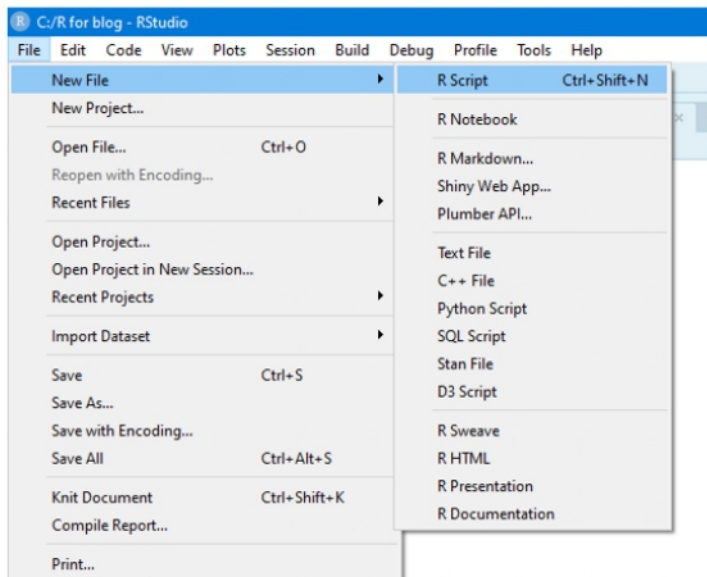 R C:/R for blog - RStudio
File Edit Code View Plots Session Build Debug Profile Tools Help
New File
New Project...
Open File... Ctrl+O
Reopen with Encoding...
Recent Files
Open Project...
Open Project in New Session...
Recent Projects
Import Dataset
Save Ctrl+S
Save As...
Save with Encoding...
Save All Ctrl+Alt+S
Knit Document Ctrl+Shift+K
Compile Report...
Print...
R Script Ctrl+Shift+N
R Notebook
R Markdown...
Shiny Web App...
Plumber API...
Text File
C++ File
Python Script
SQL Script
Stan File
D3 Script
R Sweave
R HTML
R Presentation
R Documentation